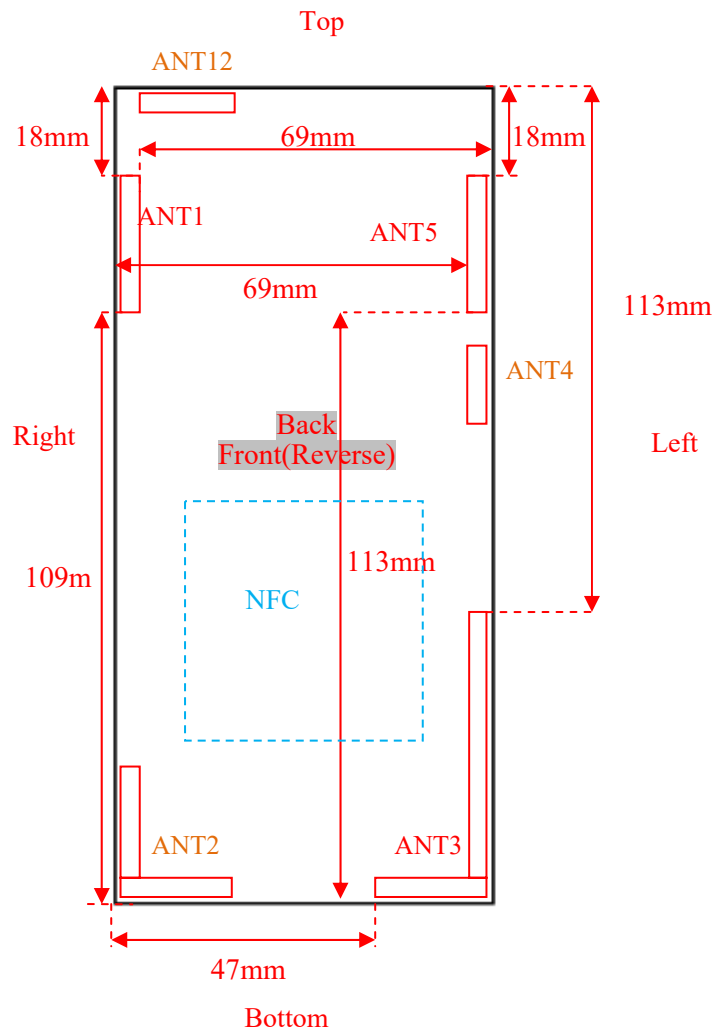 Top
ANT12
18mm
69mm
18mm
ANT1
ANT5
69mm
113mm
ANT4
Back
Front(Reverse)
Right
Left
113mm
109m
NFC
ANT2
ANT3
47mm
Bottom